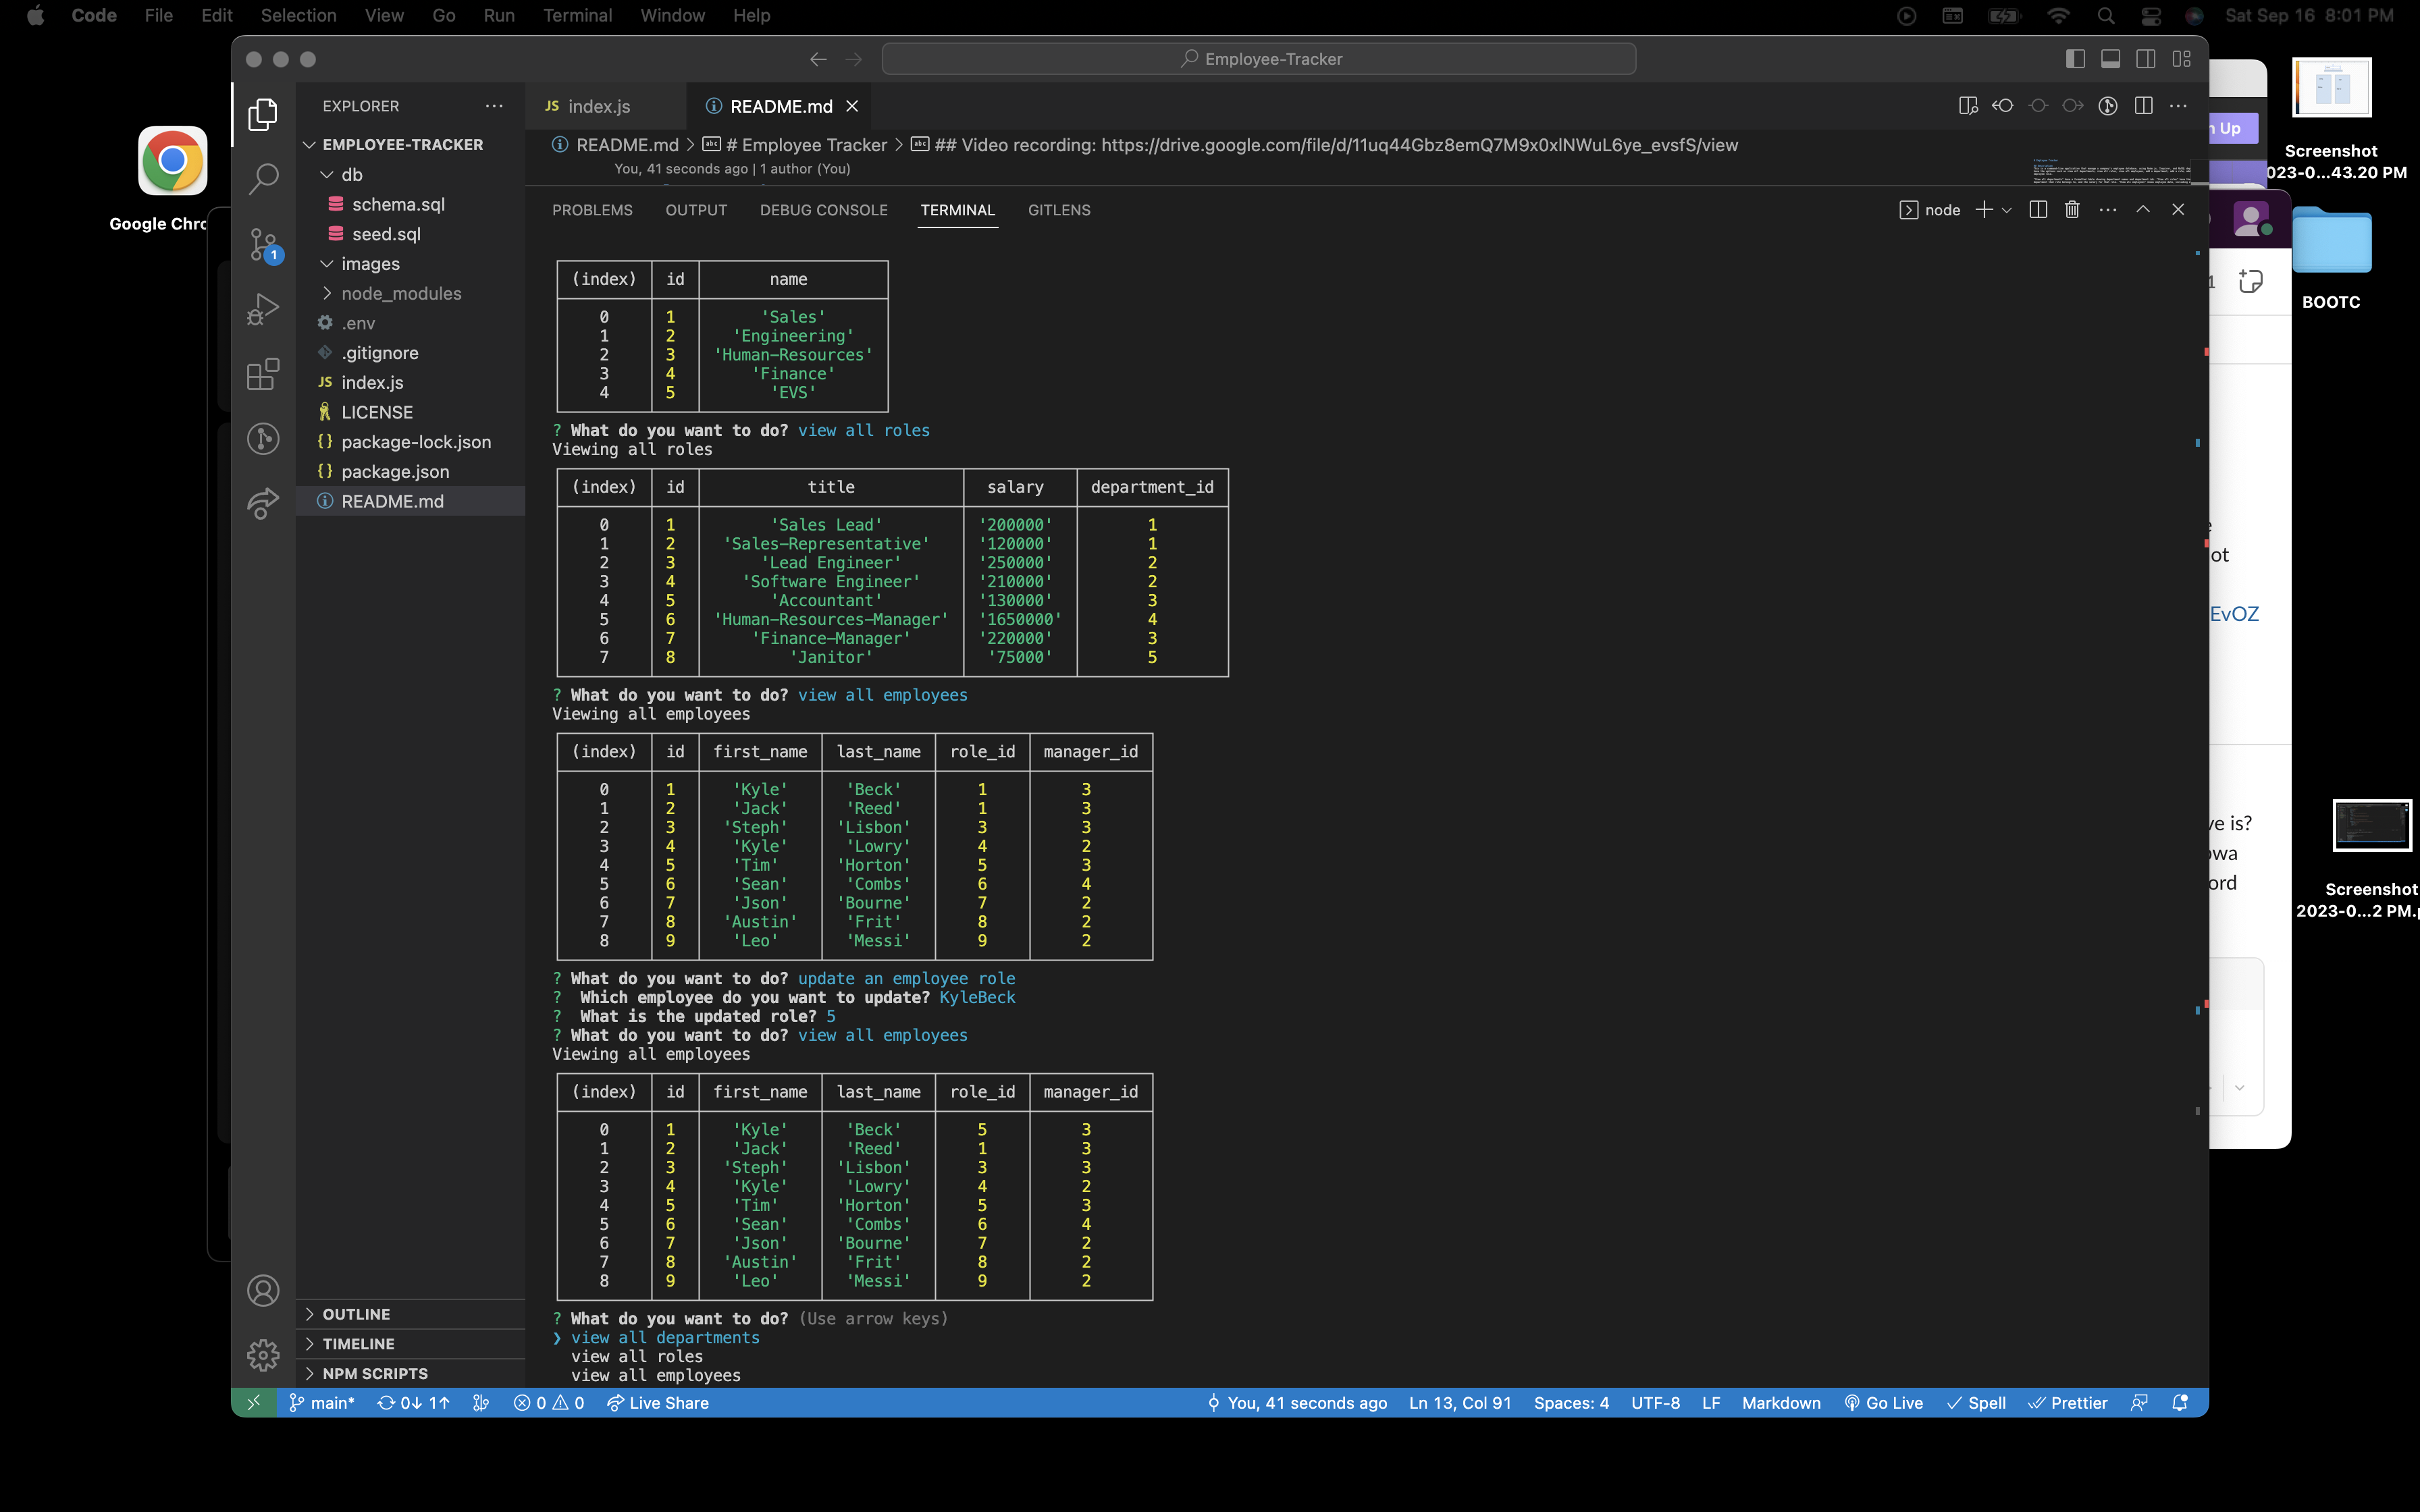 Code File Edit Selection View Go Run Terminal Window Help Sat Sep 16 8:01 PM
Employee-Tracker
EXPLORER
JS index.js README.md
EMPLOYEE-TRACKER
README.md > # Employee Tracker > ## Video recording: https://drive.google.com/file/d/11uq44Gbz8emQ7M9x0xlNWuL6ye_evsfS/view
You, 41 seconds ago | 1 author (You)
db
schema.sql
seed.sql
images
node_modules
.env
.gitignore
JS index.js
LICENSE
{} package-lock.json
{} package.json
README.md
OUTLINE
TIMELINE
NPM SCRIPTS
1
PROBLEMS OUTPUT DEBUG CONSOLE TERMINAL GITLENS node
(index) id name
0 1 'Sales'
1 2 'Engineering'
2 3 'Human-Resources'
3 4 'Finance'
4 5 'EVS'
? What do you want to do? view all roles
Viewing all roles
(index) id title salary department_id
0 1 'Sales Lead' '200000' 1
1 2 'Sales-Representative' '120000' 1
2 3 'Lead Engineer' '250000' 2
3 4 'Software Engineer' '210000' 2
4 5 'Accountant' '130000' 3
5 6 'Human-Resources-Manager' '1650000' 4
6 7 'Finance-Manager' '220000' 3
7 8 'Janitor' '75000' 5
? What do you want to do? view all employees
Viewing all employees
(index) id first_name last_name role_id manager_id
0 1 'Kyle' 'Beck' 1 3
1 2 'Jack' 'Reed' 1 3
2 3 'Steph' 'Lisbon' 3 3
3 4 'Kyle' 'Lowry' 4 2
4 5 'Tim' 'Horton' 5 3
5 6 'Sean' 'Combs' 6 4
6 7 'Json' 'Bourne' 7 2
7 8 'Austin' 'Frit' 8 2
8 9 'Leo' 'Messi' 9 2
? What do you want to do? update an employee role
? Which employee do you want to update? KyleBeck
? What is the updated role? 5
? What do you want to do? view all employees
Viewing all employees
(index) id first_name last_name role_id manager_id
0 1 'Kyle' 'Beck' 5 3
1 2 'Jack' 'Reed' 1 3
2 3 'Steph' 'Lisbon' 3 3
3 4 'Kyle' 'Lowry' 4 2
4 5 'Tim' 'Horton' 5 3
5 6 'Sean' 'Combs' 6 4
6 7 'Json' 'Bourne' 7 2
7 8 'Austin' 'Frit' 8 2
8 9 'Leo' 'Messi' 9 2
? What do you want to do? (Use arrow keys)
❯ view all departments
view all roles
view all employees
main* 0↓ 1↑ 0 0 Live Share You, 41 seconds ago Ln 13, Col 91 Spaces: 4 UTF-8 LF Markdown Go Live Spell Prettier
Google Chro
n Up
Screenshot
023-0...43.20 PM
BOOTC
ot
EvOZ
ve is?
owa
ord
Screenshot
2023-0...2 PM.p